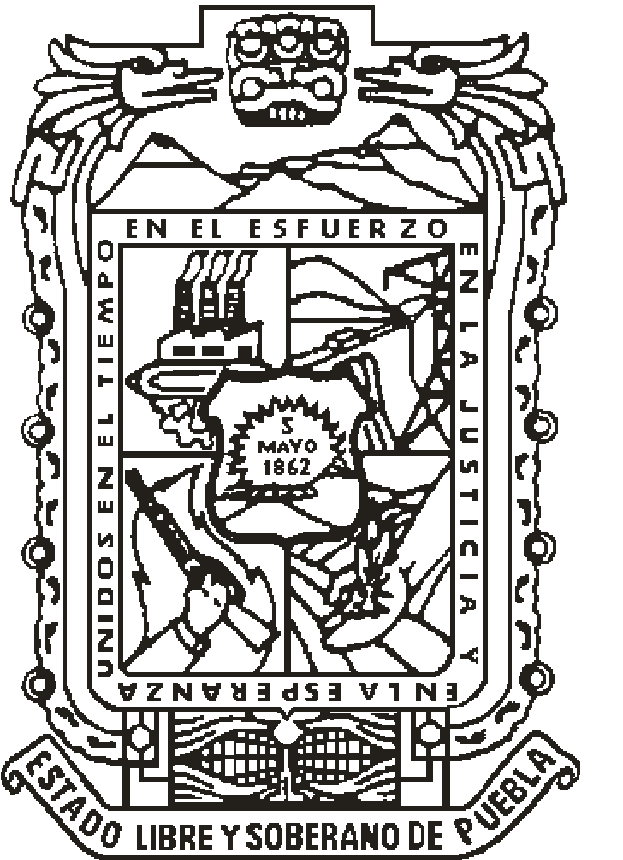 UNIDOS EN EL TIEMPO
EN EL ESFUERZO
EN LA JUSTICIA Y
EN LA ESPERANZA
5
MAYO
1862
ESTADO LIBRE Y SOBERANO DE PUEBLA